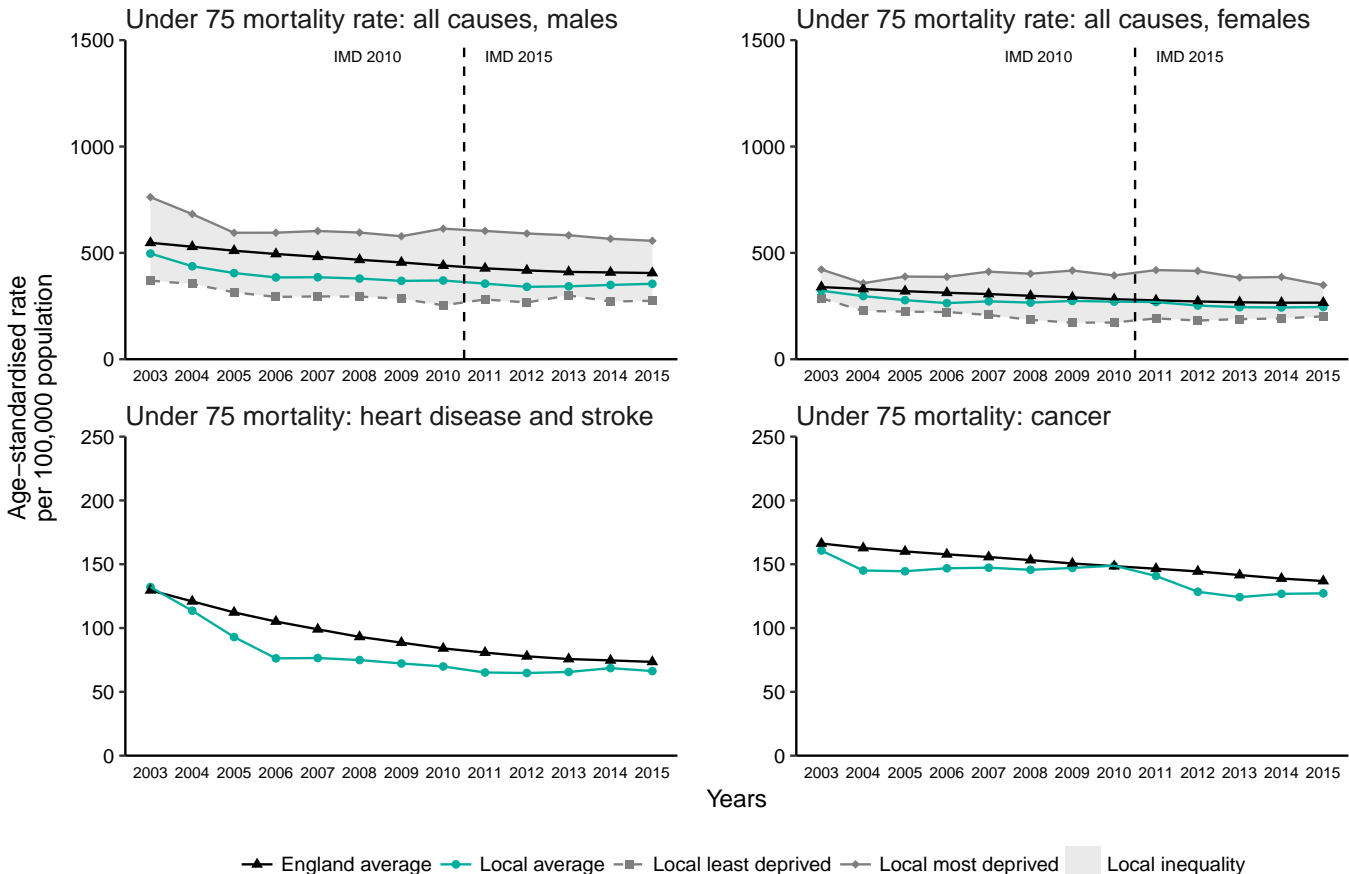 Under 75 mortality rate: all causes, males
Under 75 mortality rate: all causes, females
1500
1000
500
0
IMD 2010
IMD 2015
2003 2004 2005 2006 2007 2008 2009 2010 2011 2012 2013 2014 2015
1500
1000
500
0
IMD 2010
IMD 2015
2003 2004 2005 2006 2007 2008 2009 2010 2011 2012 2013 2014 2015
Age−standardised rate
per 100,000 population
Under 75 mortality: heart disease and stroke
Under 75 mortality: cancer
250
200
150
100
50
0
2003 2004 2005 2006 2007 2008 2009 2010 2011 2012 2013 2014 2015
250
200
150
100
50
0
2003 2004 2005 2006 2007 2008 2009 2010 2011 2012 2013 2014 2015
Years
England average Local average Local least deprived Local most deprived Local inequality